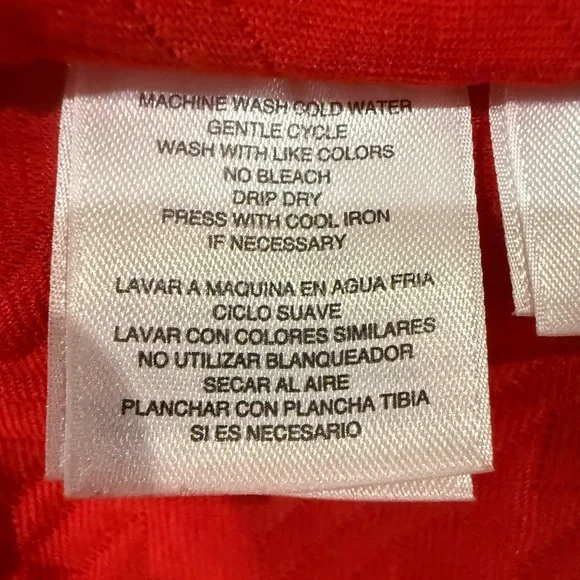 MACHINE WASH COLD WATER
GENTLE CYCLE
WASH WITH LIKE COLORS
NO BLEACH
DRIP DRY
PRESS WITH COOL IRON
IF NECESSARY
LAVAR A MAQUINA EN AGUA FRIA
CICLO SUAVE
LAVAR CON COLORES SIMILARES
NO UTILIZAR BLANQUEADOR
SECAR AL AIRE
PLANCHAR CON PLANCHA TIBIA
SI ES NECESARIO